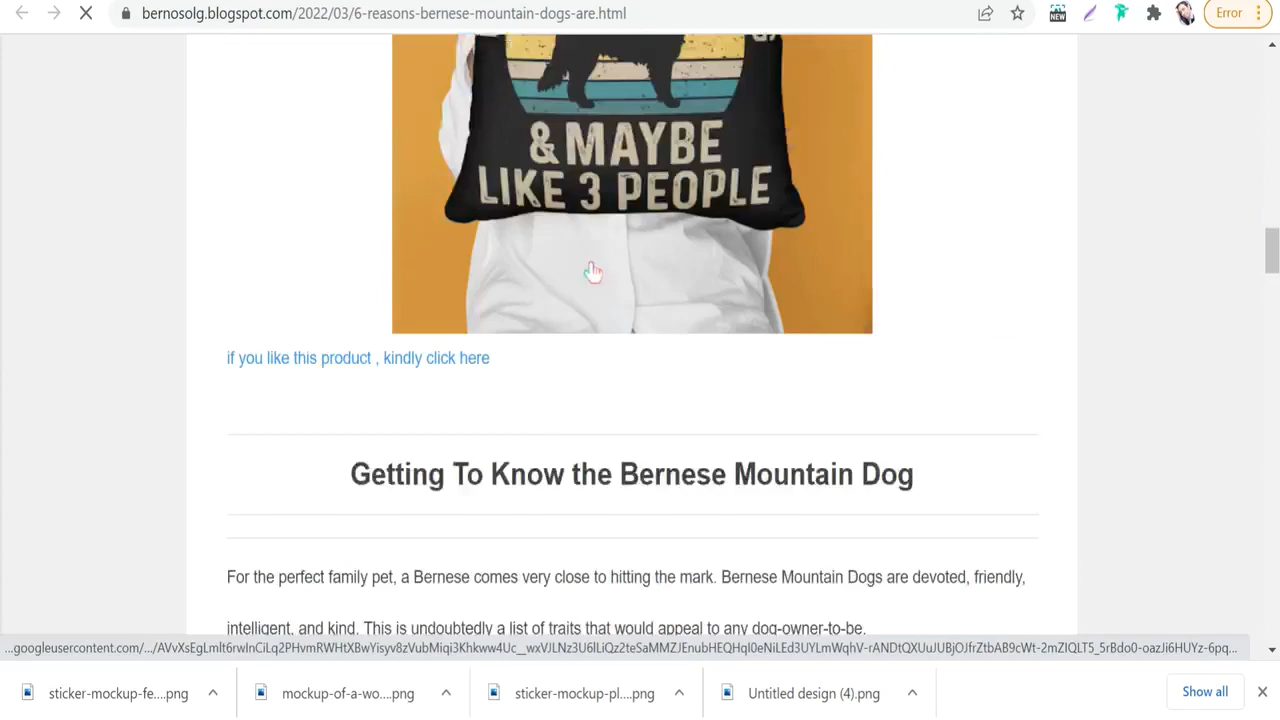 bernosolg.blogspot.com/2022/03/6-reasons-bernese-mountain-dogs-are.html
NEW
Error
& MAYBE
LIKE 3 PEOPLE
if you like this product , kindly click here
Getting To Know the Bernese Mountain Dog
For the perfect family pet, a Bernese comes very close to hitting the mark. Bernese Mountain Dogs are devoted, friendly,
intelligent, and kind. This is undoubtedly a list of traits that would appeal to any dog-owner-to-be.
sticker-mockup-fe....png
mockup-of-a-wo....png
sticker-mockup-pl....png
Untitled design (4).png
Show all